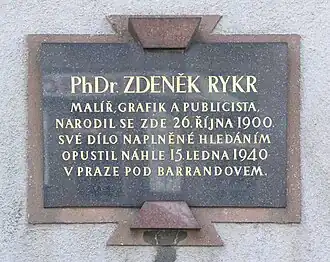 PhDr. ZDENĚK RYKR
MALÍŘ, GRAFIK A PUBLICISTA,
NARODIL SE ZDE 26. ŘÍJNA 1900.
SVÉ DÍLO NAPLNĚNÉ HLEDÁNÍM
OPUSTIL NÁHLE 15. LEDNA 1940
V PRAZE POD BARRANDOVEM.